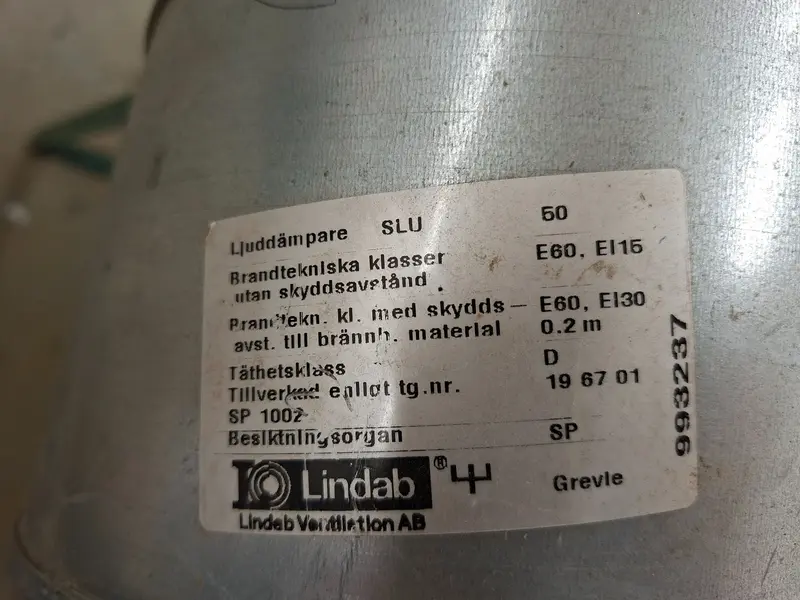 Ljuddämpare SLU 50
Brandtekniska klasser E60, EI15
utan skyddsavstånd
Brandtekn. kl. med skydds- E60, EI30
avst. till brännb. material 0.2 m
Täthetsklass D
Tillverkad enligt tg.nr. 19 67 01
SP 1002
Besiktningsorgan SP
Lindab® Grevie
Lindab Ventilation AB
993237